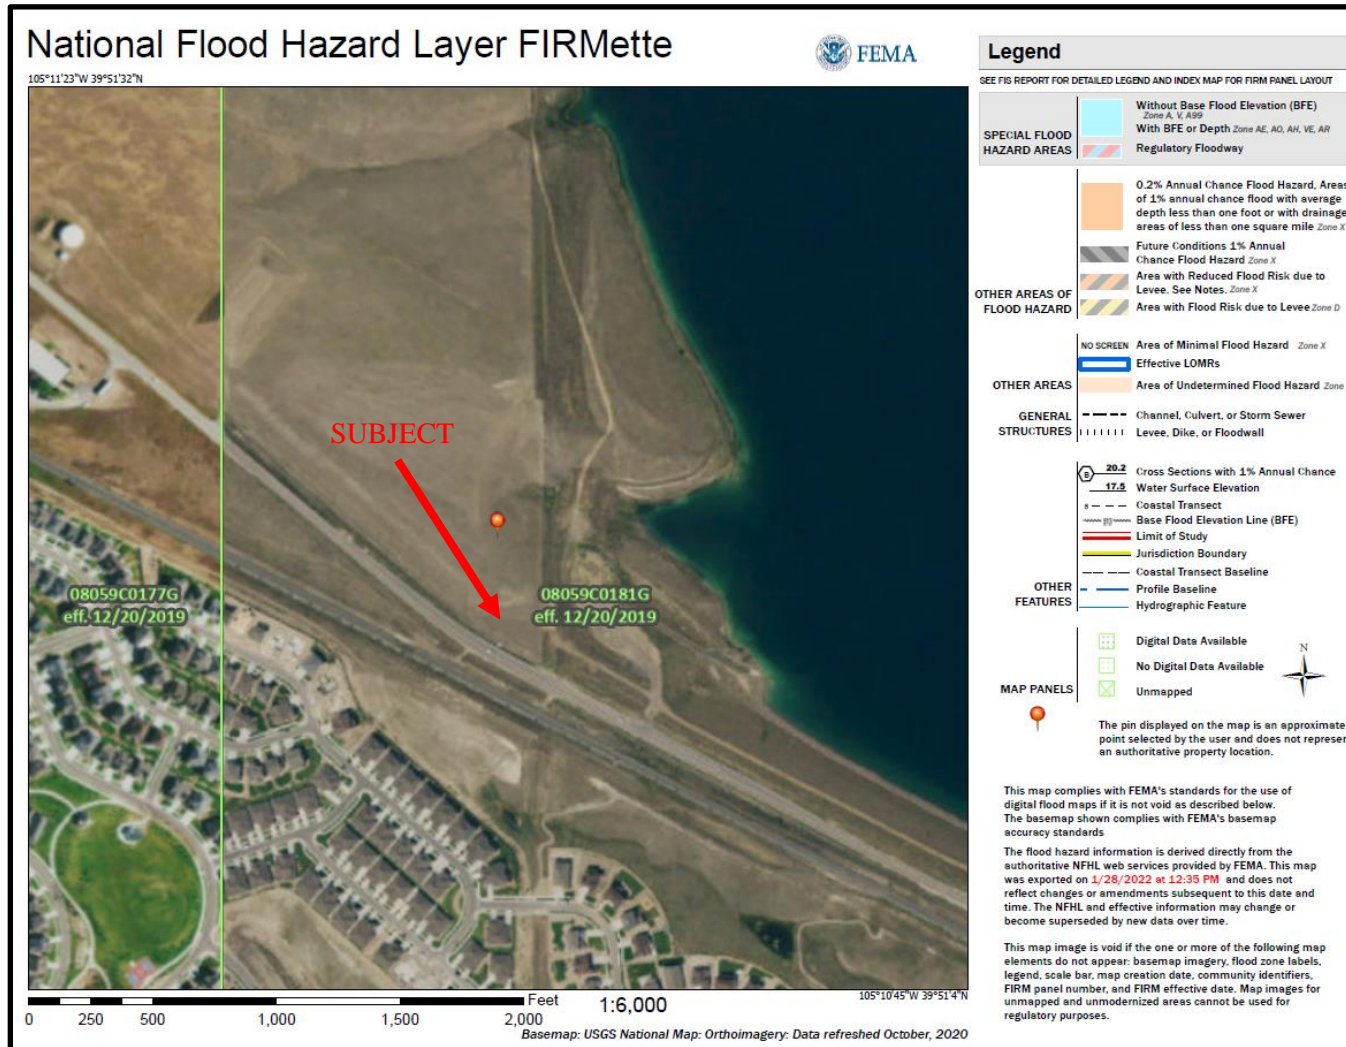 National Flood Hazard Layer FIRMette
FEMA
105°11'23"W 39°51'32"N
SUBJECT
08059C0177G
eff. 12/20/2019
08059C0181G
eff. 12/20/2019
Feet
1:6,000
105°10'45"W 39°51'4"N
0 250 500 1,000 1,500 2,000
Basemap: USGS National Map: Orthoimagery: Data refreshed October, 2020
Legend
SEE FIS REPORT FOR DETAILED LEGEND AND INDEX MAP FOR FIRM PANEL LAYOUT
SPECIAL FLOOD
HAZARD AREAS
Without Base Flood Elevation (BFE)
Zone A, V, A99
With BFE or Depth Zone AE, AO, AH, VE, AR
Regulatory Floodway
0.2% Annual Chance Flood Hazard, Areas
of 1% annual chance flood with average
depth less than one foot or with drainage
areas of less than one square mile Zone X
Future Conditions 1% Annual
Chance Flood Hazard Zone X
Area with Reduced Flood Risk due to
Levee. See Notes. Zone X
OTHER AREAS OF
FLOOD HAZARD
Area with Flood Risk due to Levee Zone D
NO SCREEN Area of Minimal Flood Hazard Zone X
Effective LOMRs
OTHER AREAS
Area of Undetermined Flood Hazard Zone
GENERAL
STRUCTURES
Channel, Culvert, or Storm Sewer
Levee, Dike, or Floodwall
B 20.2 Cross Sections with 1% Annual Chance
17.5 Water Surface Elevation
8 Coastal Transect
Base Flood Elevation Line (BFE)
Limit of Study
Jurisdiction Boundary
Coastal Transect Baseline
OTHER
FEATURES
Profile Baseline
Hydrographic Feature
Digital Data Available
No Digital Data Available
N
MAP PANELS
Unmapped
The pin displayed on the map is an approximate
point selected by the user and does not represen
an authoritative property location.
This map complies with FEMA's standards for the use of
digital flood maps if it is not void as described below.
The basemap shown complies with FEMA's basemap
accuracy standards
The flood hazard information is derived directly from the
authoritative NFHL web services provided by FEMA. This map
was exported on 1/28/2022 at 12:35 PM and does not
reflect changes or amendments subsequent to this date and
time. The NFHL and effective information may change or
become superseded by new data over time.
This map image is void if the one or more of the following map
elements do not appear: basemap imagery, flood zone labels,
legend, scale bar, map creation date, community identifiers,
FIRM panel number, and FIRM effective date. Map images for
unmapped and unmodernized areas cannot be used for
regulatory purposes.